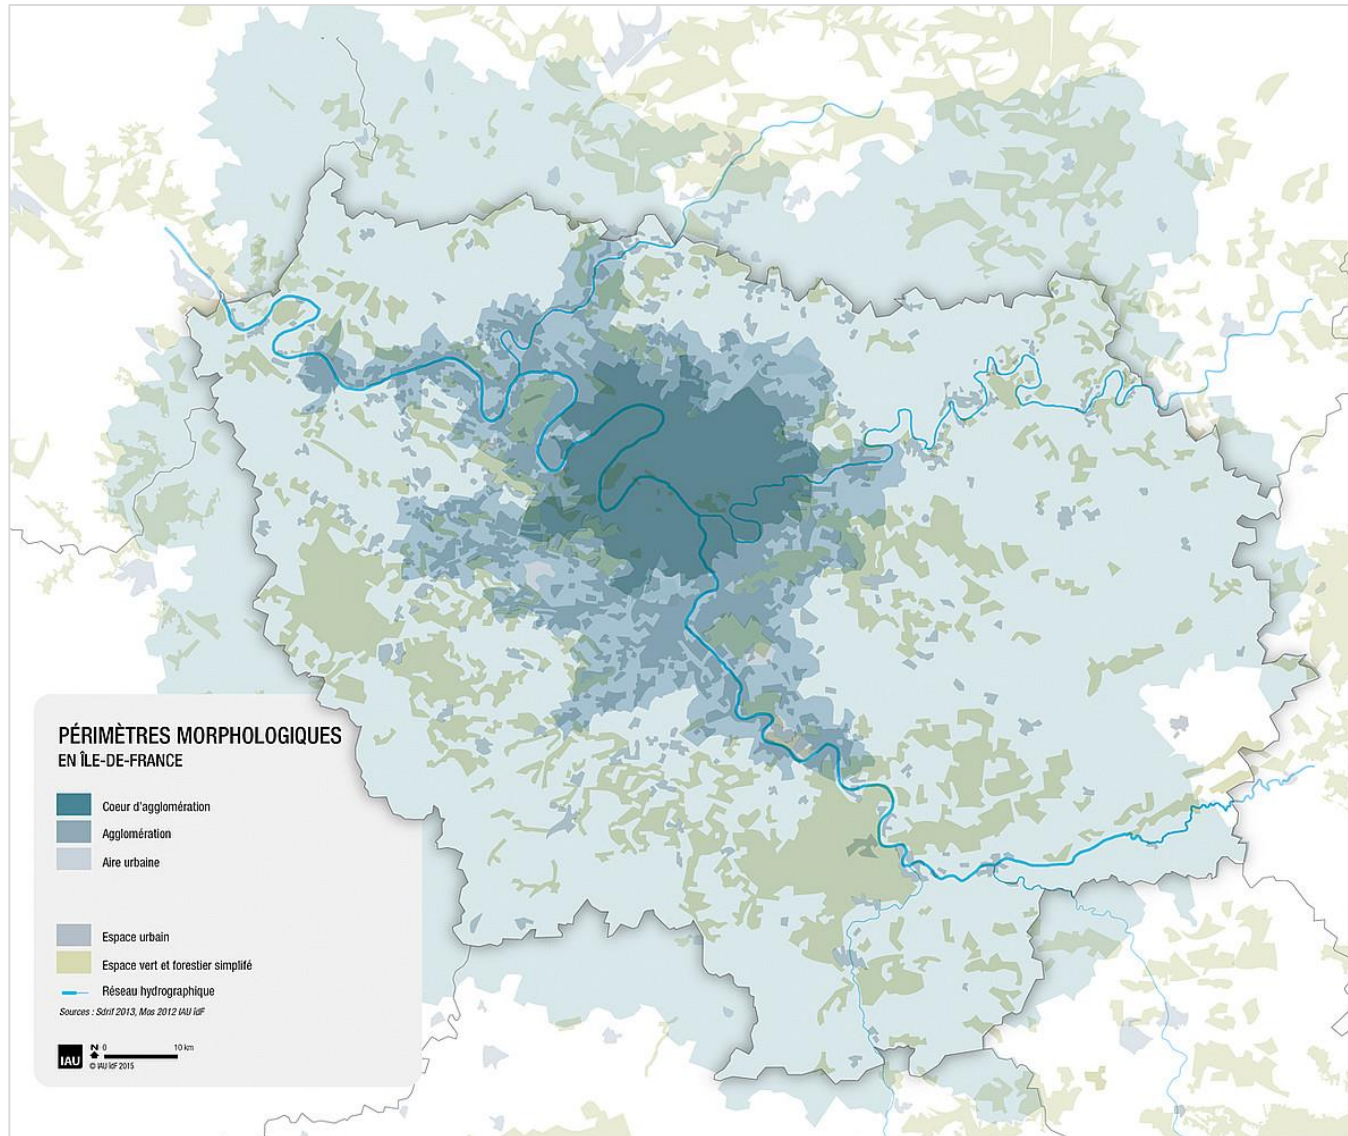 PÉRIMÈTRES MORPHOLOGIQUES
EN ÎLE-DE-FRANCE
Coeur d'agglomération
Agglomération
Aire urbaine
Espace urbain
Espace vert et forestier simplifé
Réseau hydrographique
Sources : Sdrif 2013, Mos 2012 IAU îdF
IAU
N 0 10 km
© IAU îdF 2015